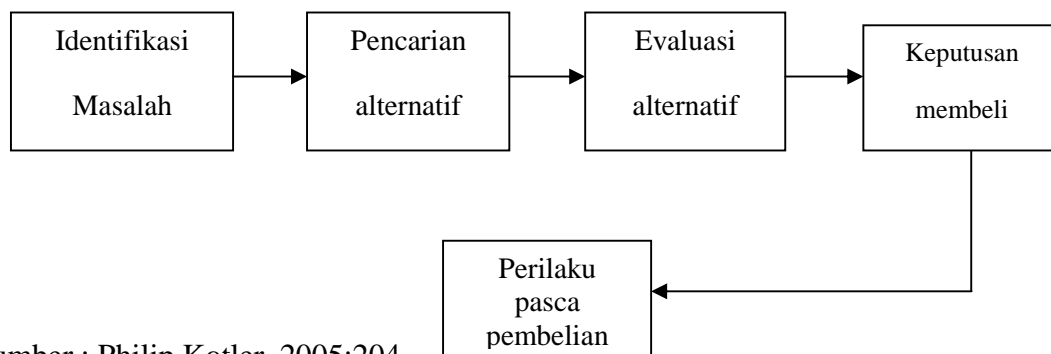 Identifikasi
Masalah
Pencarian
alternatif
Evaluasi
alternatif
Keputusan
membeli
Perilaku
pasca
pembelian
umber : Philip Kotler, 2005:204